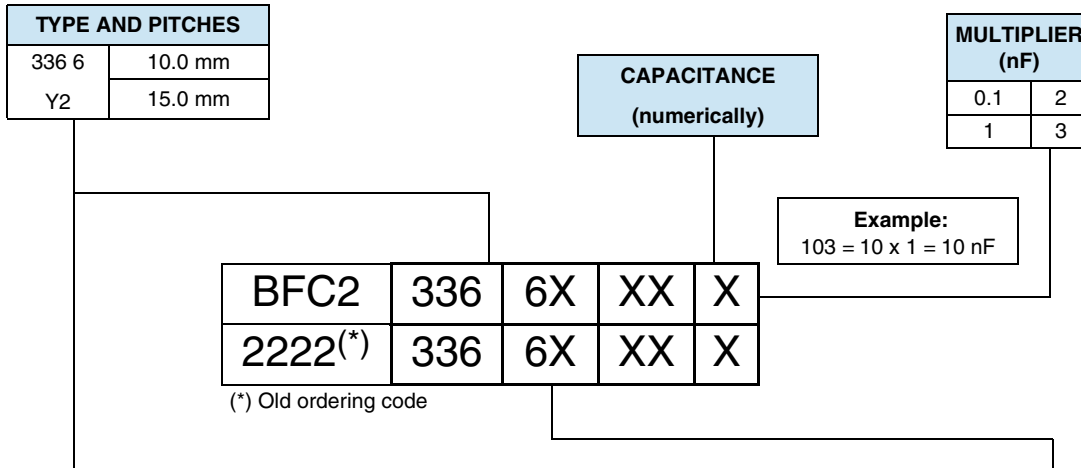 TYPE AND PITCHES
336 6 10.0 mm
Y2 15.0 mm
CAPACITANCE
(numerically)
MULTIPLIER
(nF)
0.1 2
1 3
Example:
103 = 10 x 1 = 10 nF
BFC2 336 6X XX X
2222(*) 336 6X XX X
(*) Old ordering code